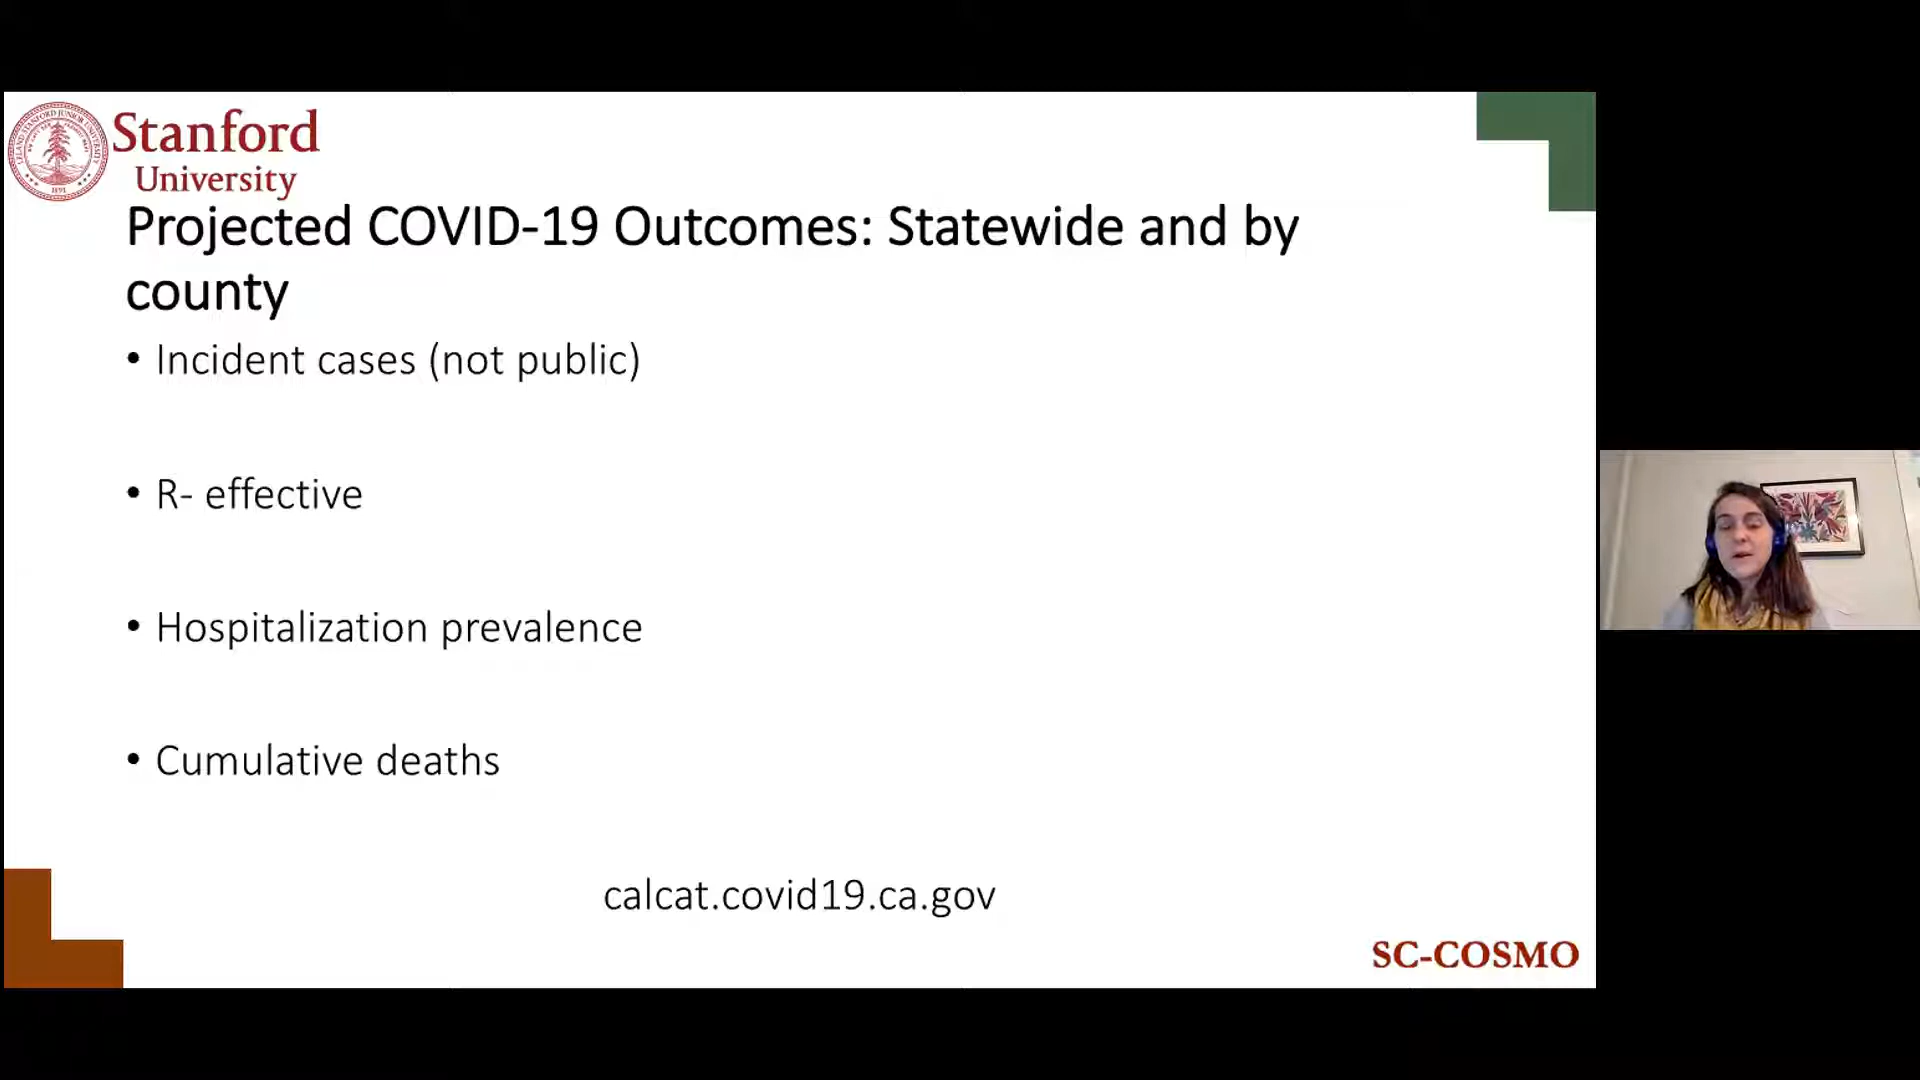 Stanford
University
Projected COVID-19 Outcomes: Statewide and by
county
• Incident cases (not public)
• R- effective
• Hospitalization prevalence
• Cumulative deaths
calcat.covid19.ca.gov
SC-COSMO